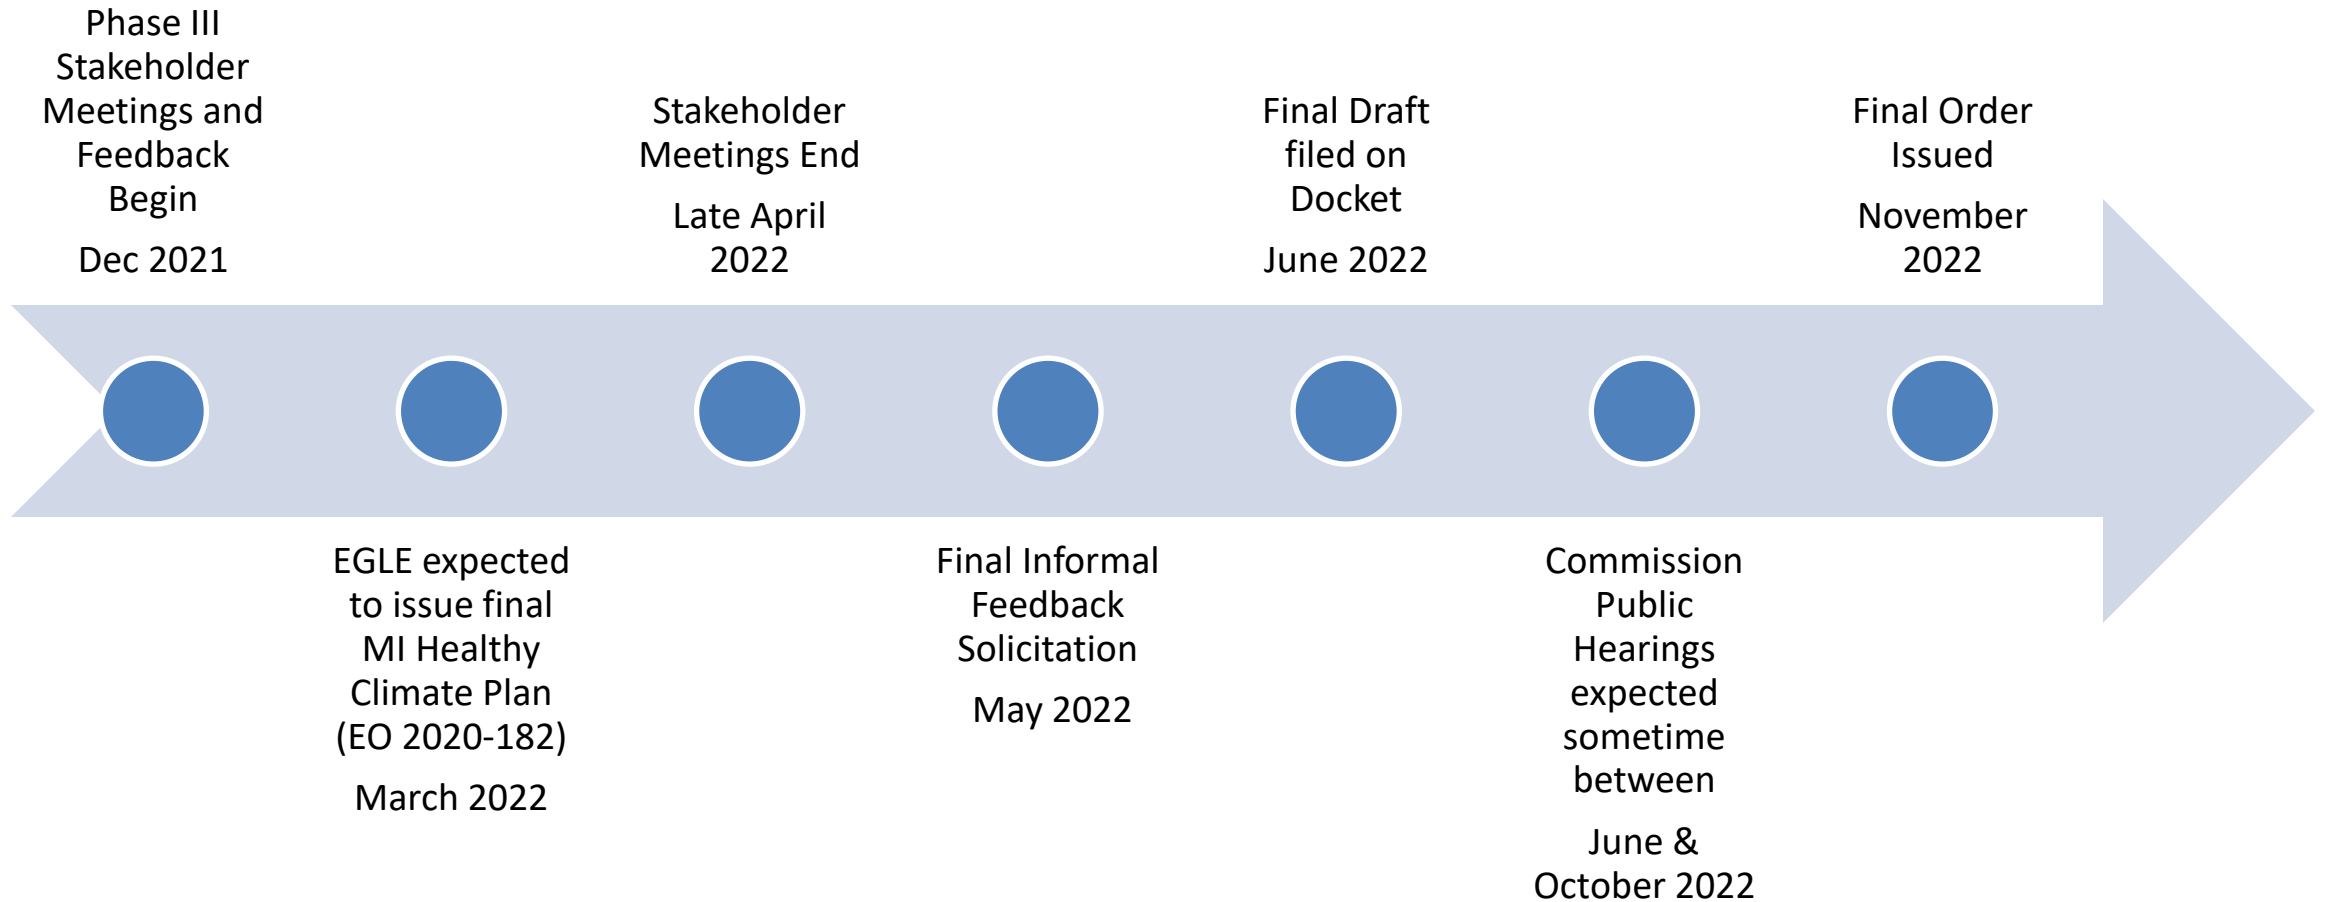 Phase III
Stakeholder
Meetings and
Feedback
Begin
Dec 2021
EGLE expected
to issue final
MI Healthy
Climate Plan
(EO 2020-182)
March 2022
Stakeholder
Meetings End
Late April
2022
Final Informal
Feedback
Solicitation
May 2022
Final Draft
filed on
Docket
June 2022
Commission
Public
Hearings
expected
sometime
between
June &
October 2022
Final Order
Issued
November
2022